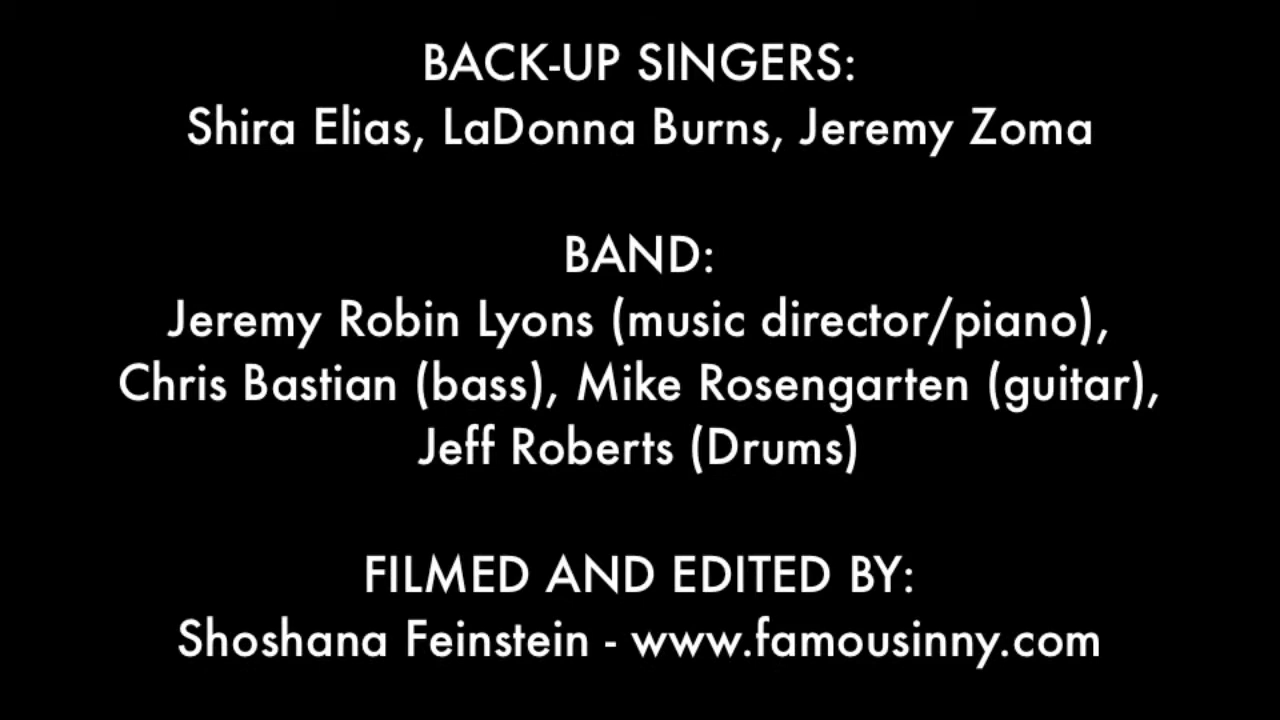 BACK-UP SINGERS:
Shira Elias, LaDonna Burns, Jeremy Zoma
BAND:
Jeremy Robin Lyons (music director/piano),
Chris Bastian (bass), Mike Rosengarten (guitar),
Jeff Roberts (Drums)
FILMED AND EDITED BY:
Shoshana Feinstein - www.famousinny.com